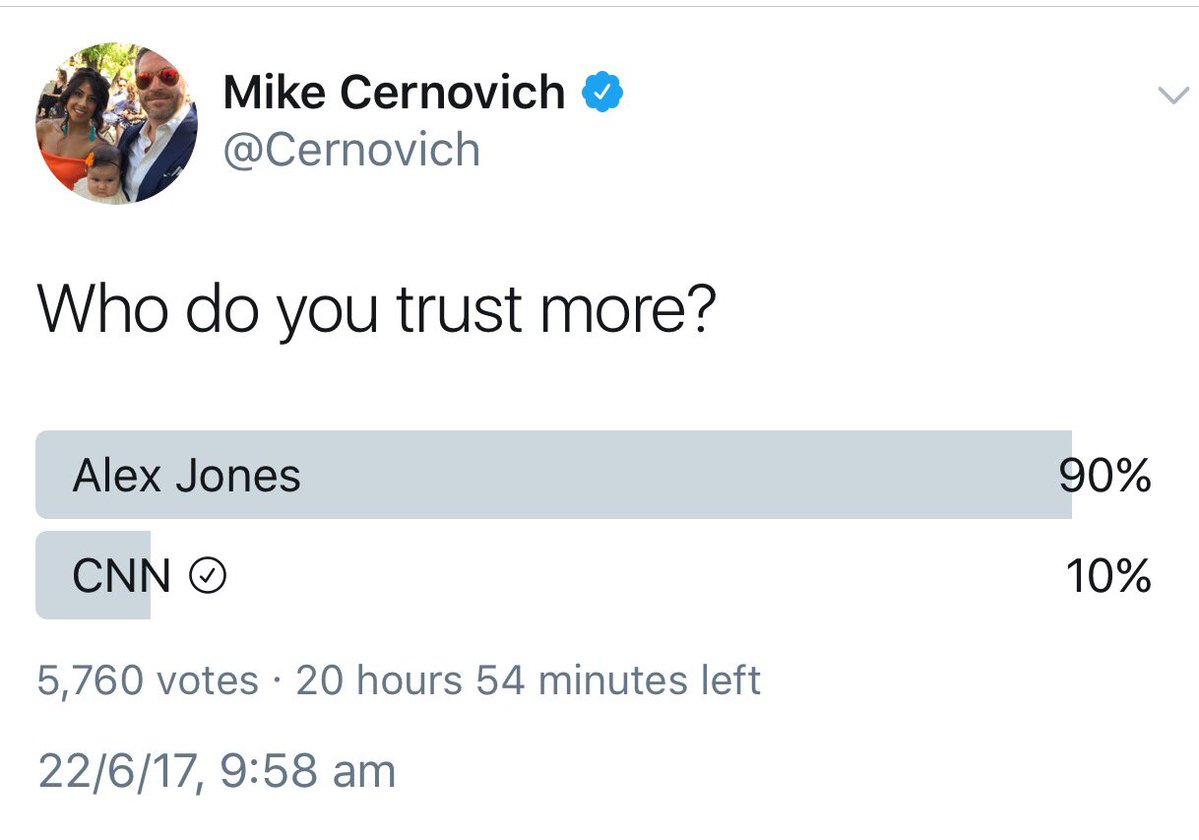 Mike Cernovich
@Cernovich
Who do you trust more?
Alex Jones 90%
CNN 10%
5,760 votes · 20 hours 54 minutes left
22/6/17, 9:58 am